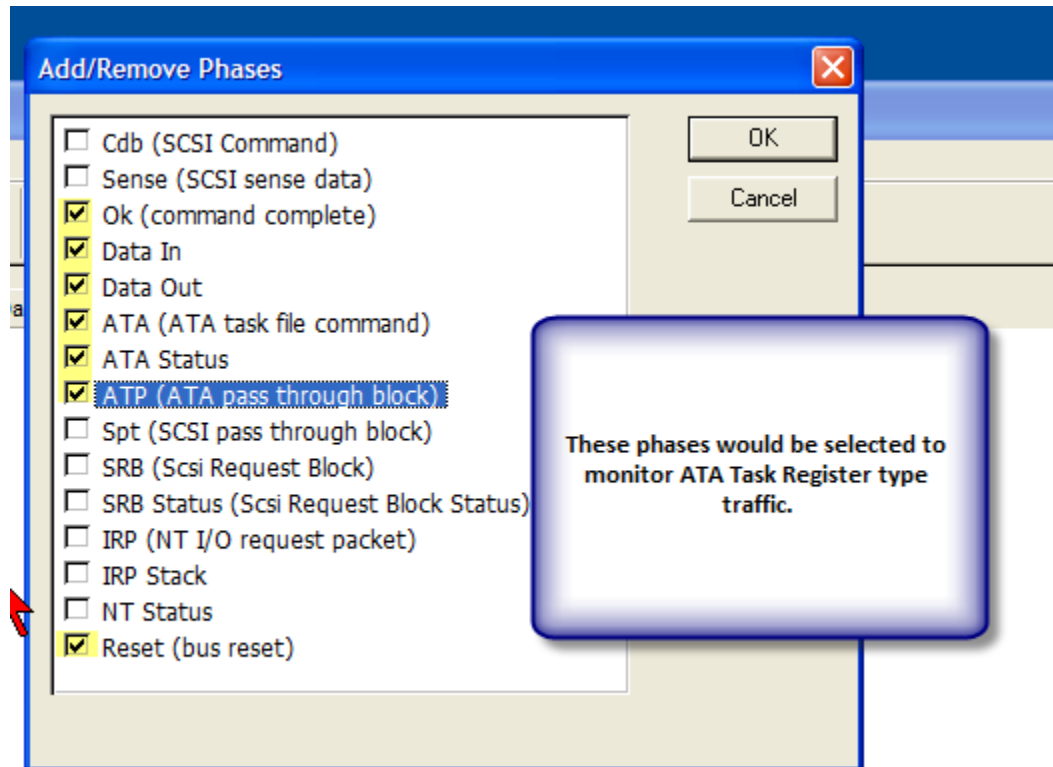 Add/Remove Phases
Cdb (SCSI Command)
Sense (SCSI sense data)
Ok (command complete)
Data In
Data Out
ATA (ATA task file command)
ATA Status
ATP (ATA pass through block)
Spt (SCSI pass through block)
SRB (Scsi Request Block)
SRB Status (Scsi Request Block Status)
IRP (NT I/O request packet)
IRP Stack
NT Status
Reset (bus reset)
OK
Cancel
These phases would be selected to
monitor ATA Task Register type
traffic.